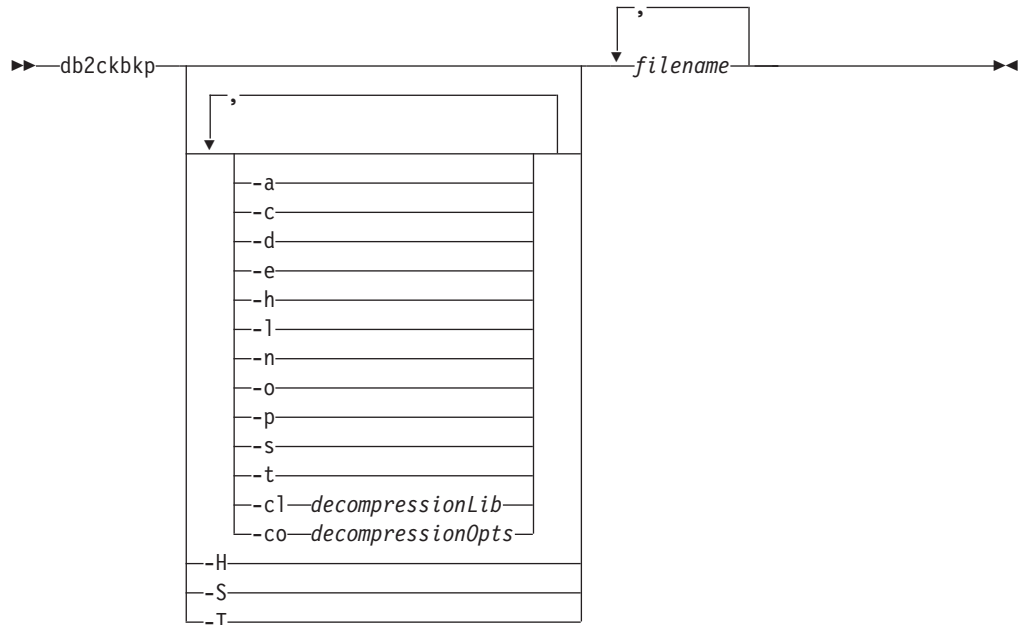 ,
db2ckbkp filename
,
-a
-c
-d
-e
-h
-l
-n
-o
-p
-s
-t
-cl decompressionLib
-co decompressionOpts
-H
-S
-T